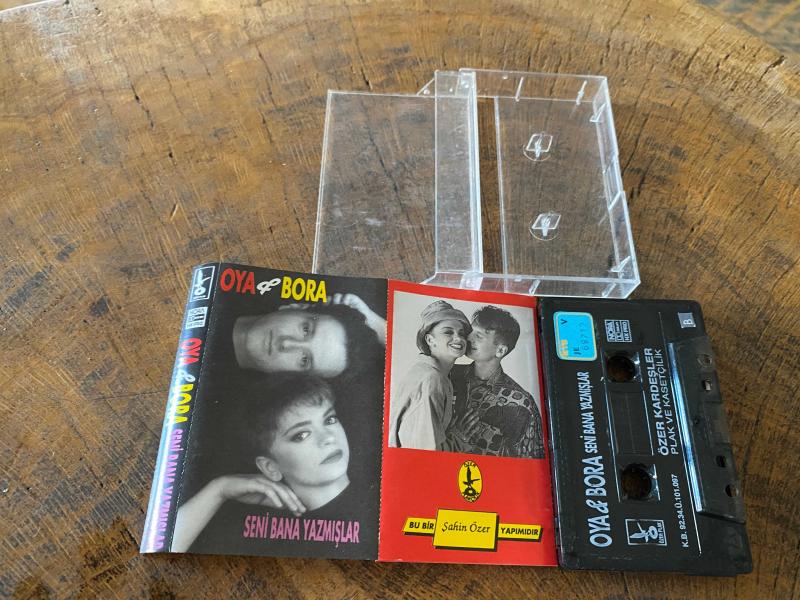 OYA & BORA
SENİ BANA YAZMIŞLAR
OYA & BORA SENİ BANA YAZMIŞLAR
BU BİR
Şahin Özer
YAPIMIDIR
OYA & BORA SENİ BANA YAZMIŞLAR
ÖZER KARDEŞLER
PLAK VE KASETÇİLİK
K.B. 92.34.Ü.101.097
B
V
JE